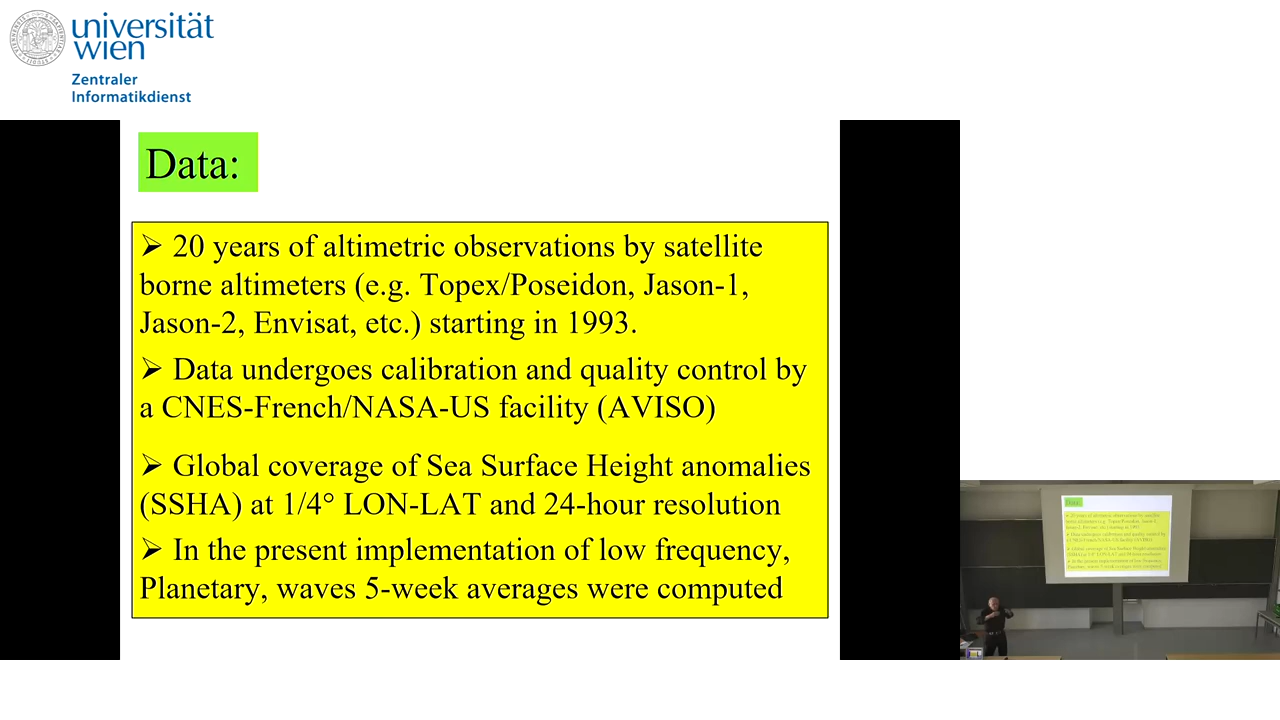 universität
wien
Zentraler
Informatikdienst
Data:
➢ 20 years of altimetric observations by satellite
borne altimeters (e.g. Topex/Poseidon, Jason-1,
Jason-2, Envisat, etc.) starting in 1993.
➢ Data undergoes calibration and quality control by
a CNES-French/NASA-US facility (AVISO)
➢ Global coverage of Sea Surface Height anomalies
(SSHA) at 1/4° LON-LAT and 24-hour resolution
➢ In the present implementation of low frequency,
Planetary, waves 5-week averages were computed
Data: